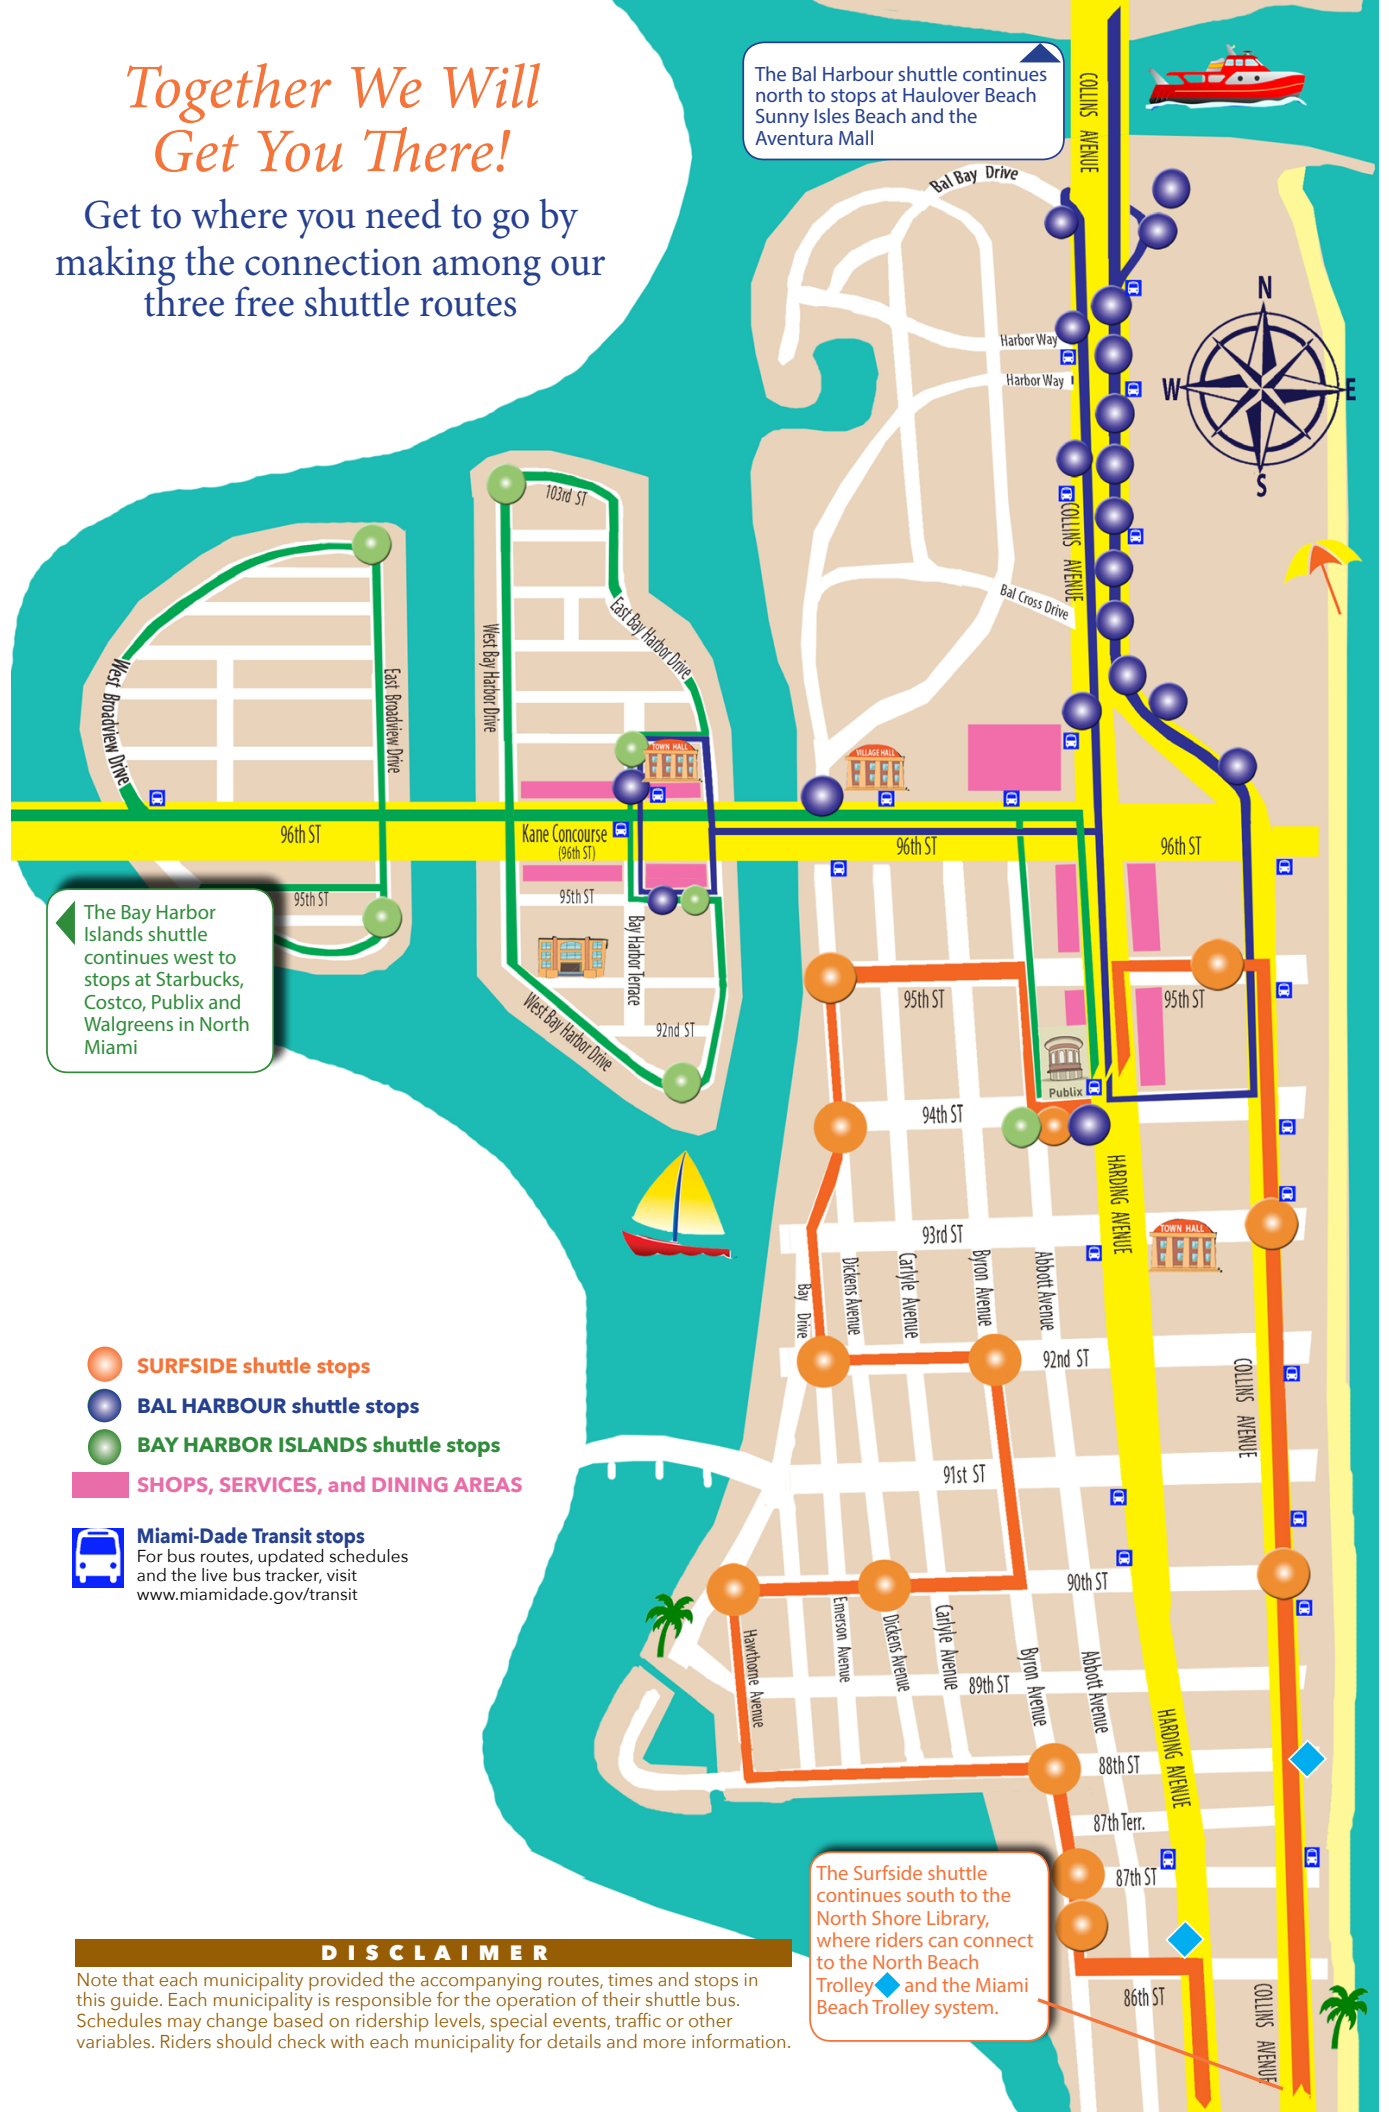 Together We Will
Get You There!
Get to where you need to go by
making the connection among our
three free shuttle routes
The Bal Harbour shuttle continues
north to stops at Haulover Beach
Sunny Isles Beach and the
Aventura Mall
COLLINS AVENUE
Bal Bay Drive
N
W
E
S
Harbor Way
Harbor Way
COLLINS AVENUE
Bal Cross Drive
103rd ST
East Bay Harbor Drive
West Bay Harbor Drive
West Broadview Drive
East Broadview Drive
TOWN HALL
VILLAGE HALL
96th ST
Kane Concourse
(96th ST)
96th ST
96th ST
95th ST
95th ST
Bay Harbor Terrace
West Bay Harbor Drive
92nd ST
The Bay Harbor
Islands shuttle
continues west to
stops at Starbucks,
Costco, Publix and
Walgreens in North
Miami
95th ST
95th ST
Publix
94th ST
HARDING AVENUE
93rd ST
TOWN HALL
Bay Drive
Dickens Avenue
Carlyle Avenue
Byron Avenue
Abbott Avenue
92nd ST
COLLINS AVENUE
91st ST
90th ST
Hawthorne Avenue
Emerson Avenue
Dickens Avenue
Carlyle Avenue
89th ST
Byron Avenue
Abbott Avenue
HARDING AVENUE
88th ST
87th Terr.
87th ST
86th ST
COLLINS AVENUE
SURFSIDE shuttle stops
BAL HARBOUR shuttle stops
BAY HARBOR ISLANDS shuttle stops
SHOPS, SERVICES, and DINING AREAS
Miami-Dade Transit stops
For bus routes, updated schedules
and the live bus tracker, visit
www.miamidade.gov/transit
The Surfside shuttle
continues south to the
North Shore Library,
where riders can connect
to the North Beach
Trolley and the Miami
Beach Trolley system.
DISCLAIMER
Note that each municipality provided the accompanying routes, times and stops in
this guide. Each municipality is responsible for the operation of their shuttle bus.
Schedules may change based on ridership levels, special events, traffic or other
variables. Riders should check with each municipality for details and more information.